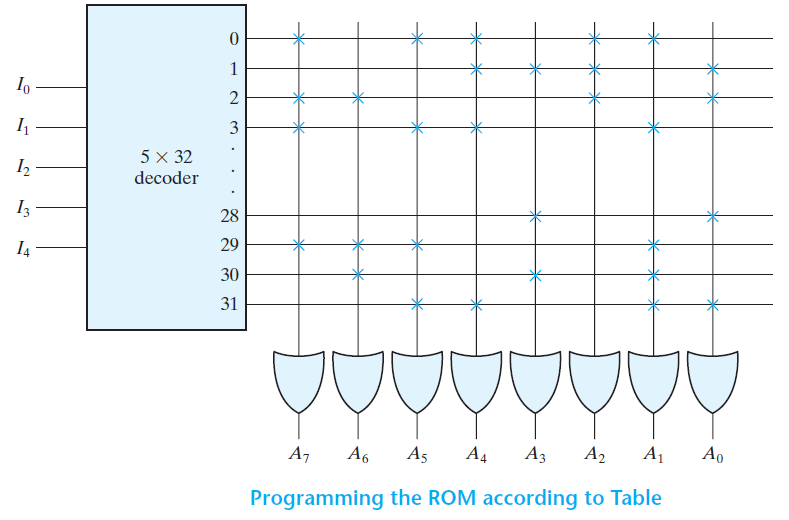 0
1
I₀
2
I₁
3
.
5 × 32
I₂
.
decoder
.
I₃
28
I₄
29
30
31
A₇ A₆ A₅ A₄ A₃ A₂ A₁ A₀
Programming the ROM according to Table